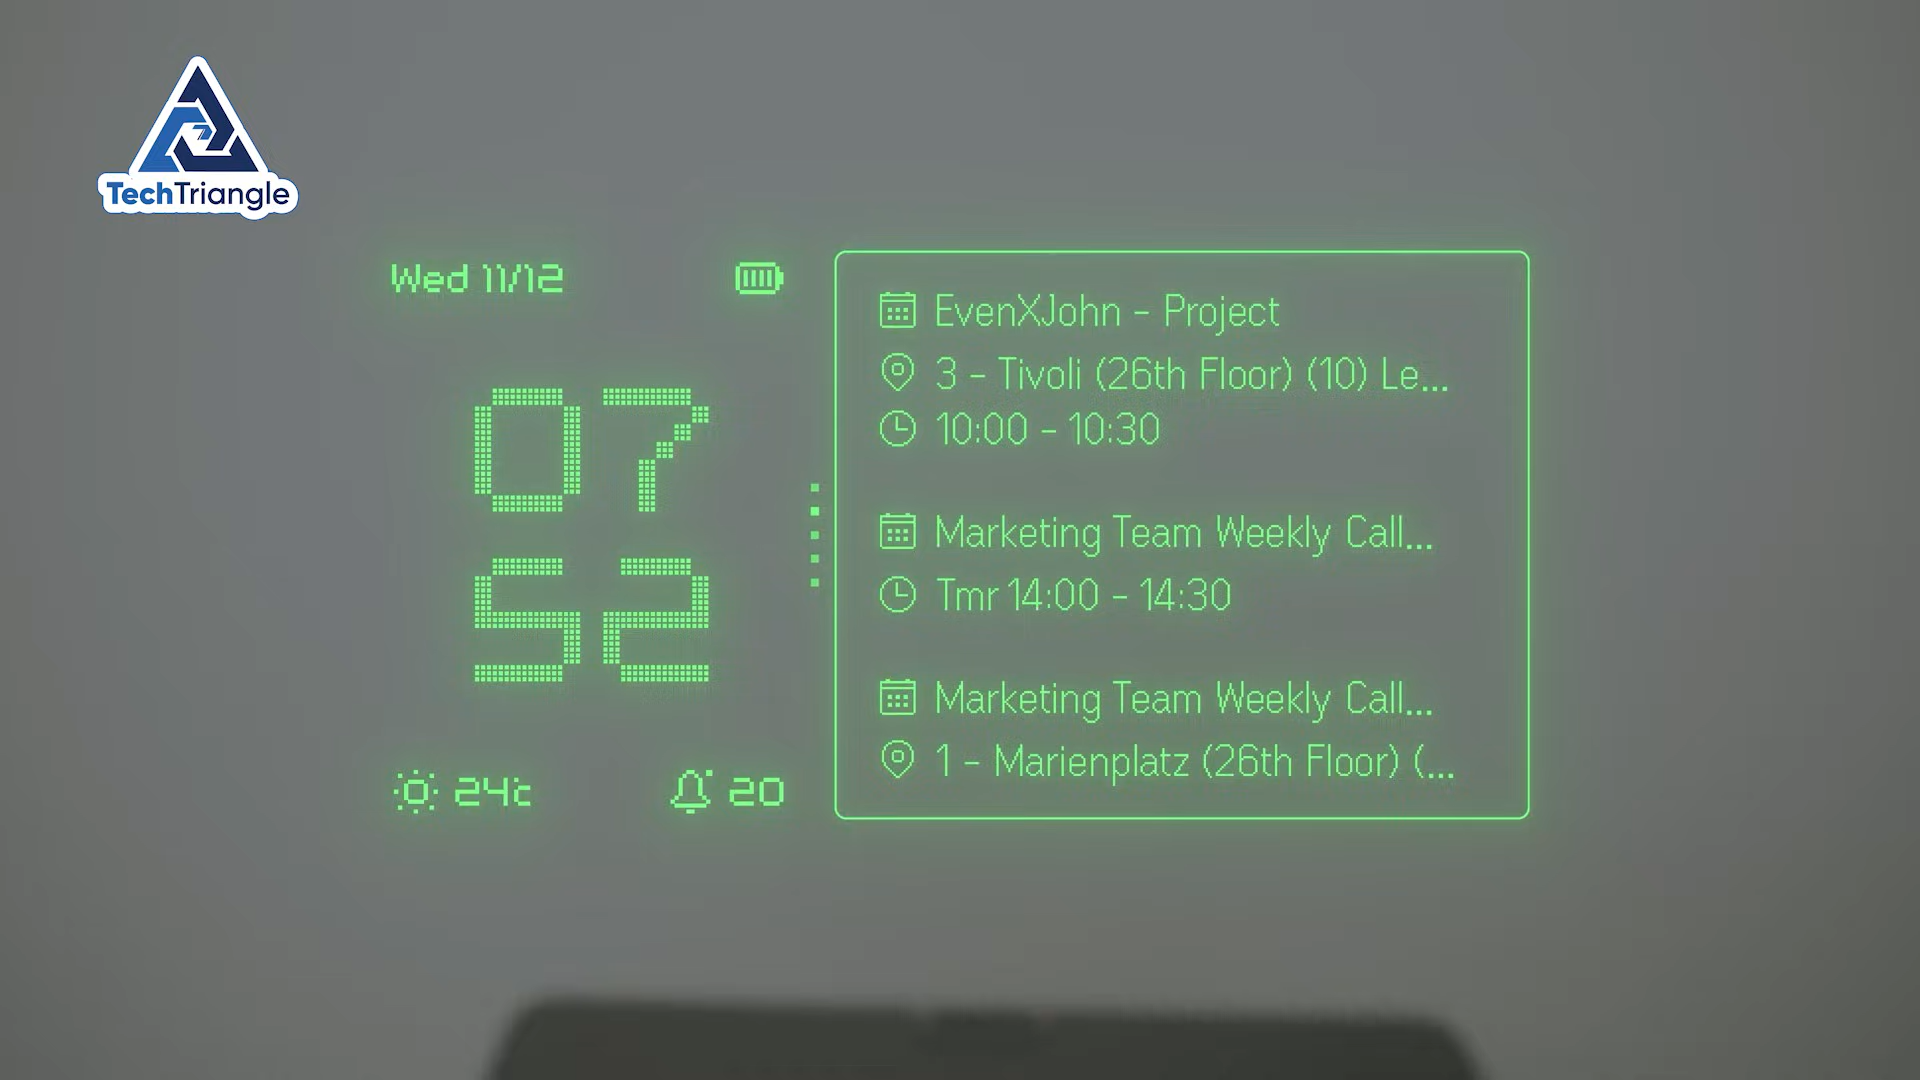 TechTriangle
Wed 11/12
07
52
24c
20
EvenXJohn - Project
3 - Tivoli (26th Floor) (10) Le...
10:00 - 10:30
Marketing Team Weekly Call...
Tmr 14:00 - 14:30
Marketing Team Weekly Call...
1 - Marienplatz (26th Floor) (...